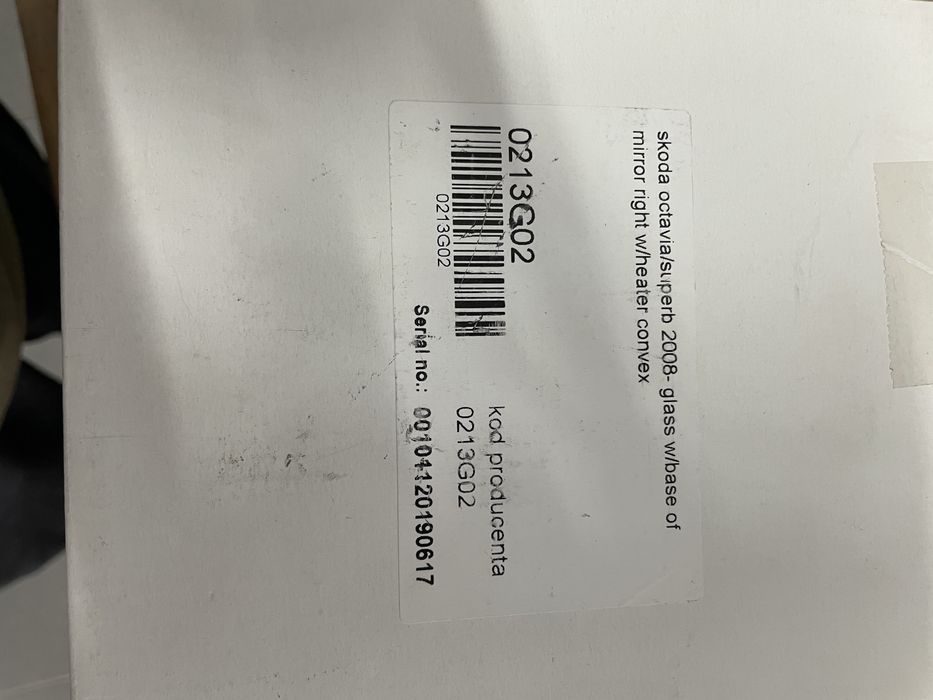 skoda octavia/superb 2008- glass w/base of
mirror right w/heater convex
0213G02
0213G02
kod producenta
0213G02
Serial no.: 001041120190617